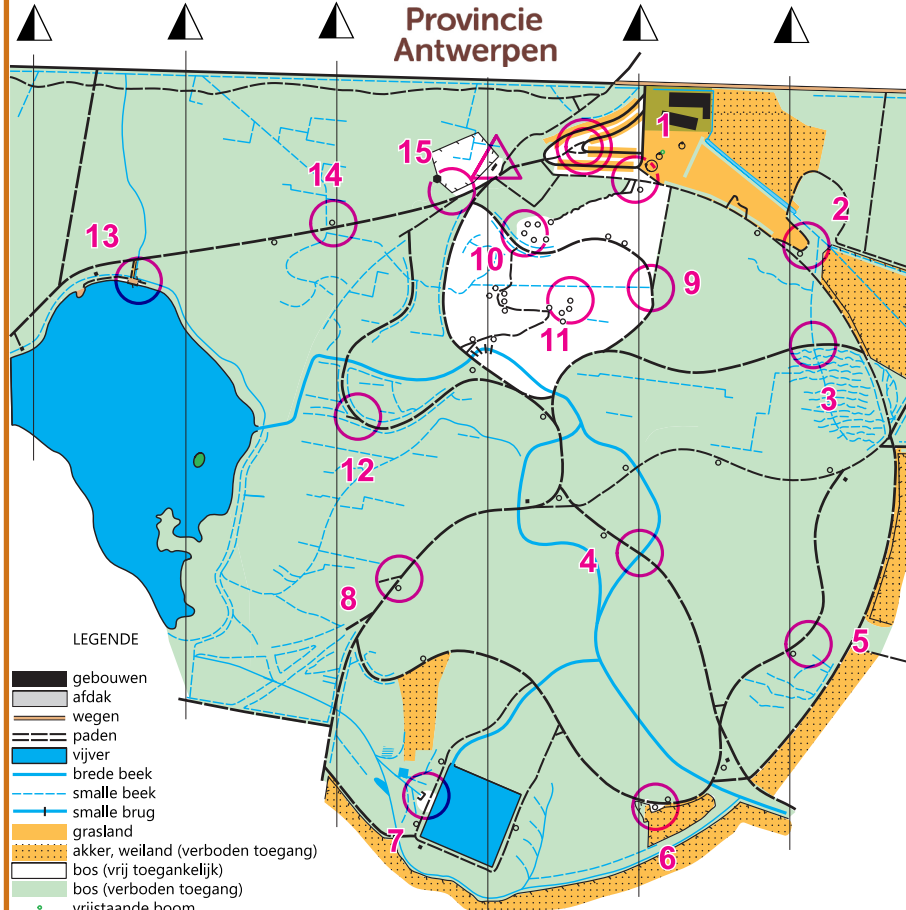 Provincie
Antwerpen
1
15
14
2
13
10
9
11
3
12
4
8
5
LEGENDE
gebouwen
afdak
wegen
paden
vijver
brede beek
smalle beek
smalle brug
grasland
akker, weiland (verboden toegang)
bos (vrij toegankelijk)
bos (verboden toegang)
vrijstaande boom
7
6